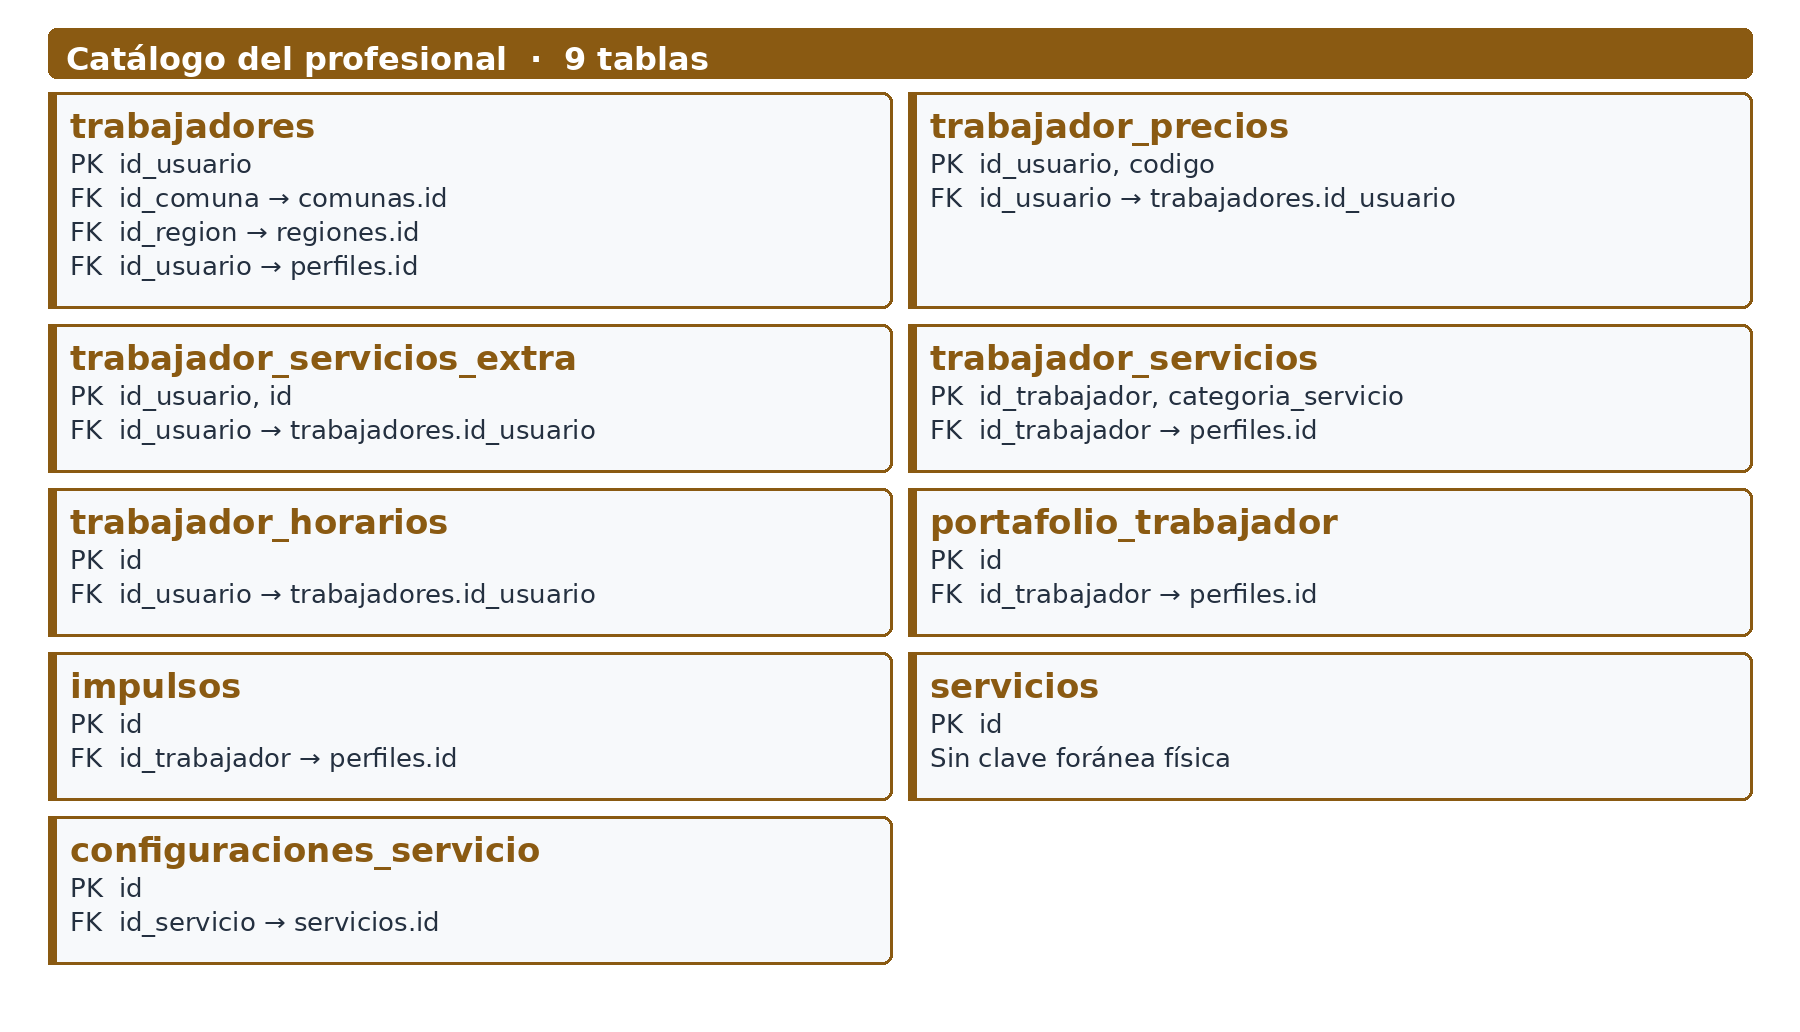 Catálogo del profesional · 9 tablas
trabajadores
PK id_usuario
FK id_comuna → comunas.id
FK id_region → regiones.id
FK id_usuario → perfiles.id
trabajador_precios
PK id_usuario, codigo
FK id_usuario → trabajadores.id_usuario
trabajador_servicios_extra
PK id_usuario, id
FK id_usuario → trabajadores.id_usuario
trabajador_servicios
PK id_trabajador, categoria_servicio
FK id_trabajador → perfiles.id
trabajador_horarios
PK id
FK id_usuario → trabajadores.id_usuario
portafolio_trabajador
PK id
FK id_trabajador → perfiles.id
impulsos
PK id
FK id_trabajador → perfiles.id
servicios
PK id
Sin clave foránea física
configuraciones_servicio
PK id
FK id_servicio → servicios.id